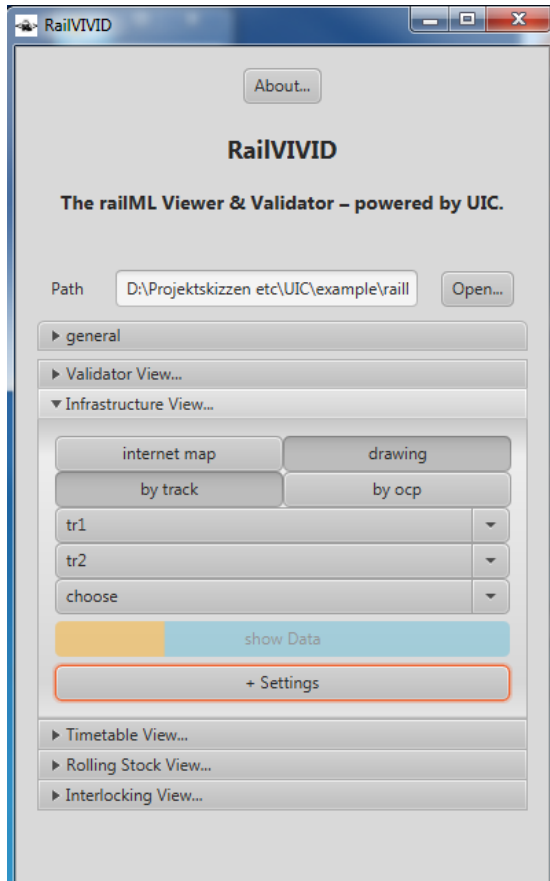 RailVIVID
About...
RailVIVID
The railML Viewer & Validator – powered by UIC.
Path D:\Projektskizzen etc\UIC\example\raill Open...
general
Validator View...
Infrastructure View...
internet map drawing
by track by ocp
tr1
tr2
choose
show Data
+ Settings
Timetable View...
Rolling Stock View...
Interlocking View...